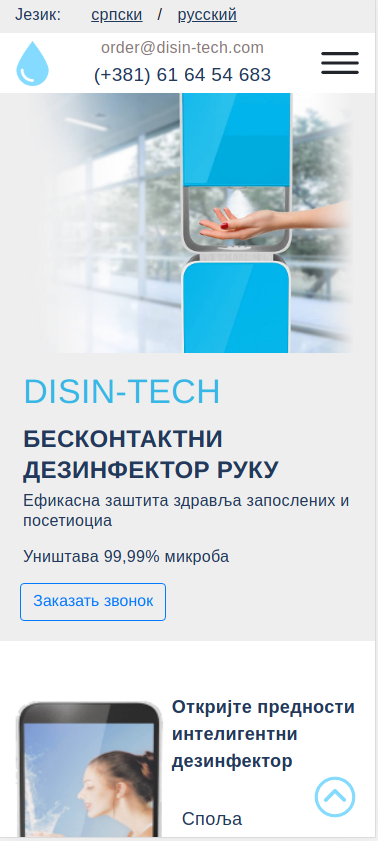 Језик: српски / русский
order@disin-tech.com
(+381) 61 64 54 683
DISIN-TECH
БЕСКОНТАКТНИ
ДЕЗИНФЕКТОР РУКУ
Ефикасна заштита здравља запослених и
посетиоциа
Уништава 99,99% микроба
Заказать звонок
Откријте предности
интелигентни
дезинфектор
Споља